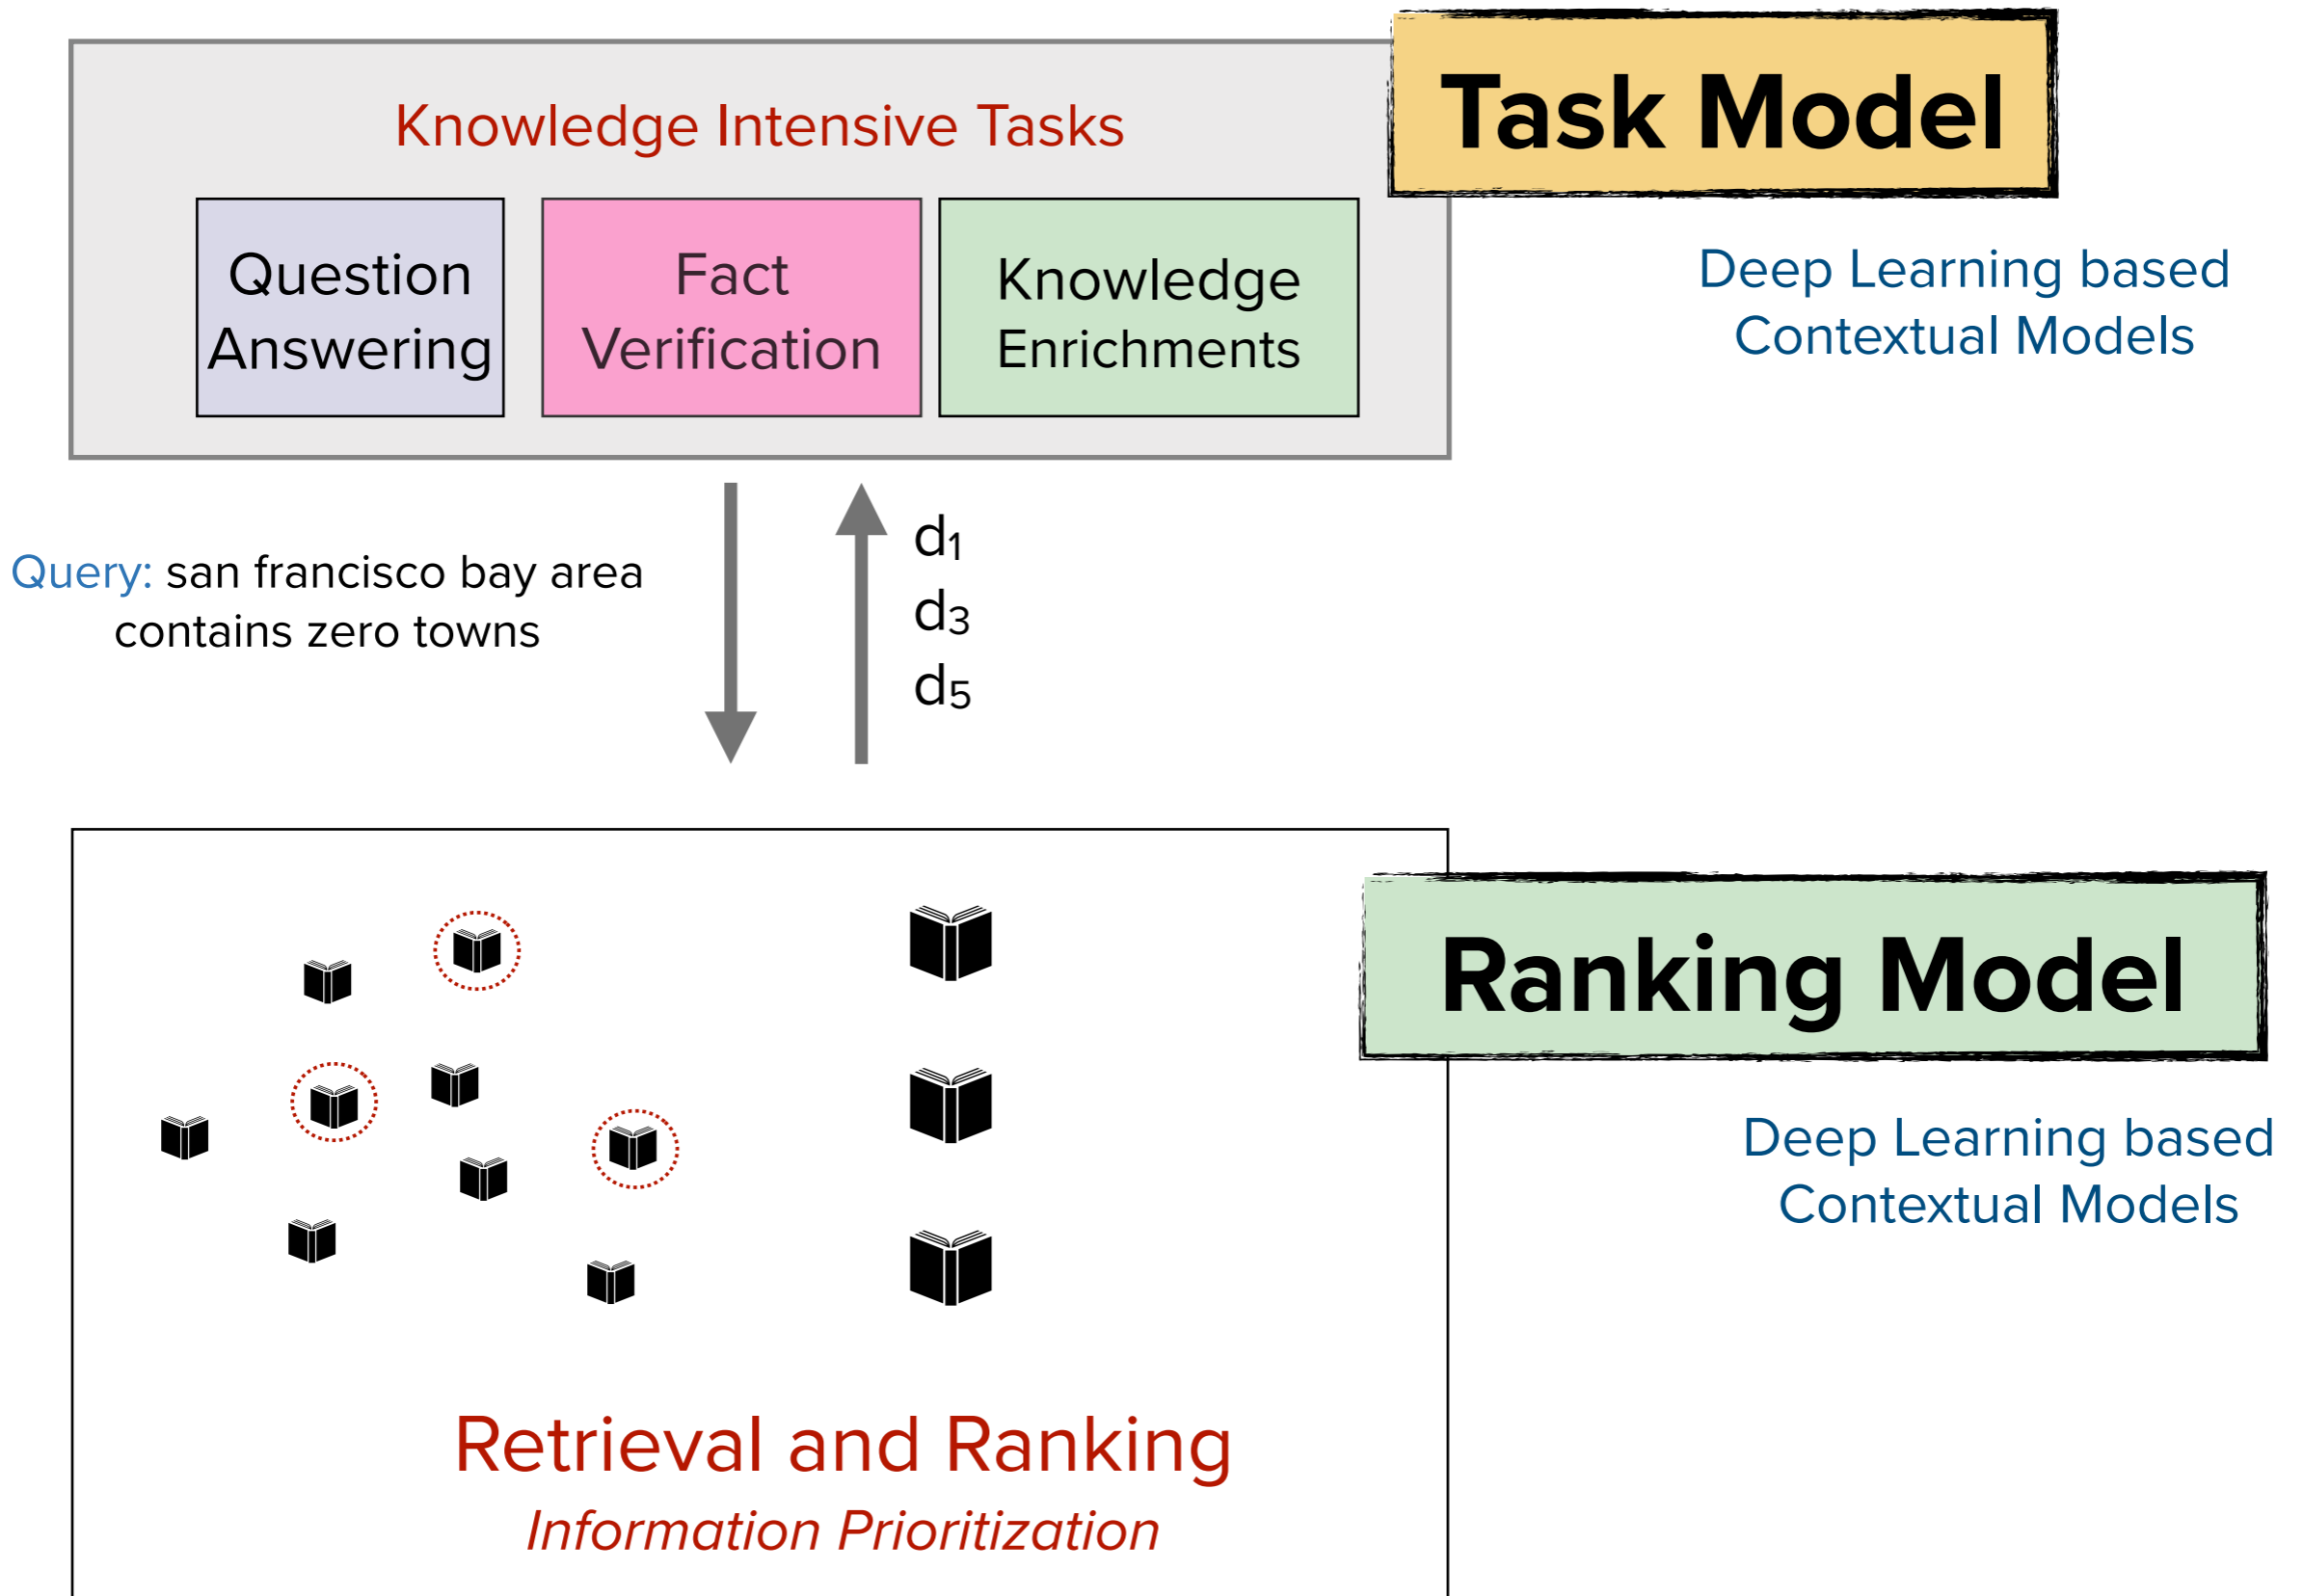 Task Model
Knowledge Intensive Tasks
Question
Answering
Fact
Verification
Knowledge
Enrichments
Deep Learning based
Contextual Models
Query: san francisco bay area
contains zero towns
d1
d3
d5
Ranking Model
Deep Learning based
Contextual Models
Retrieval and Ranking
Information Prioritization